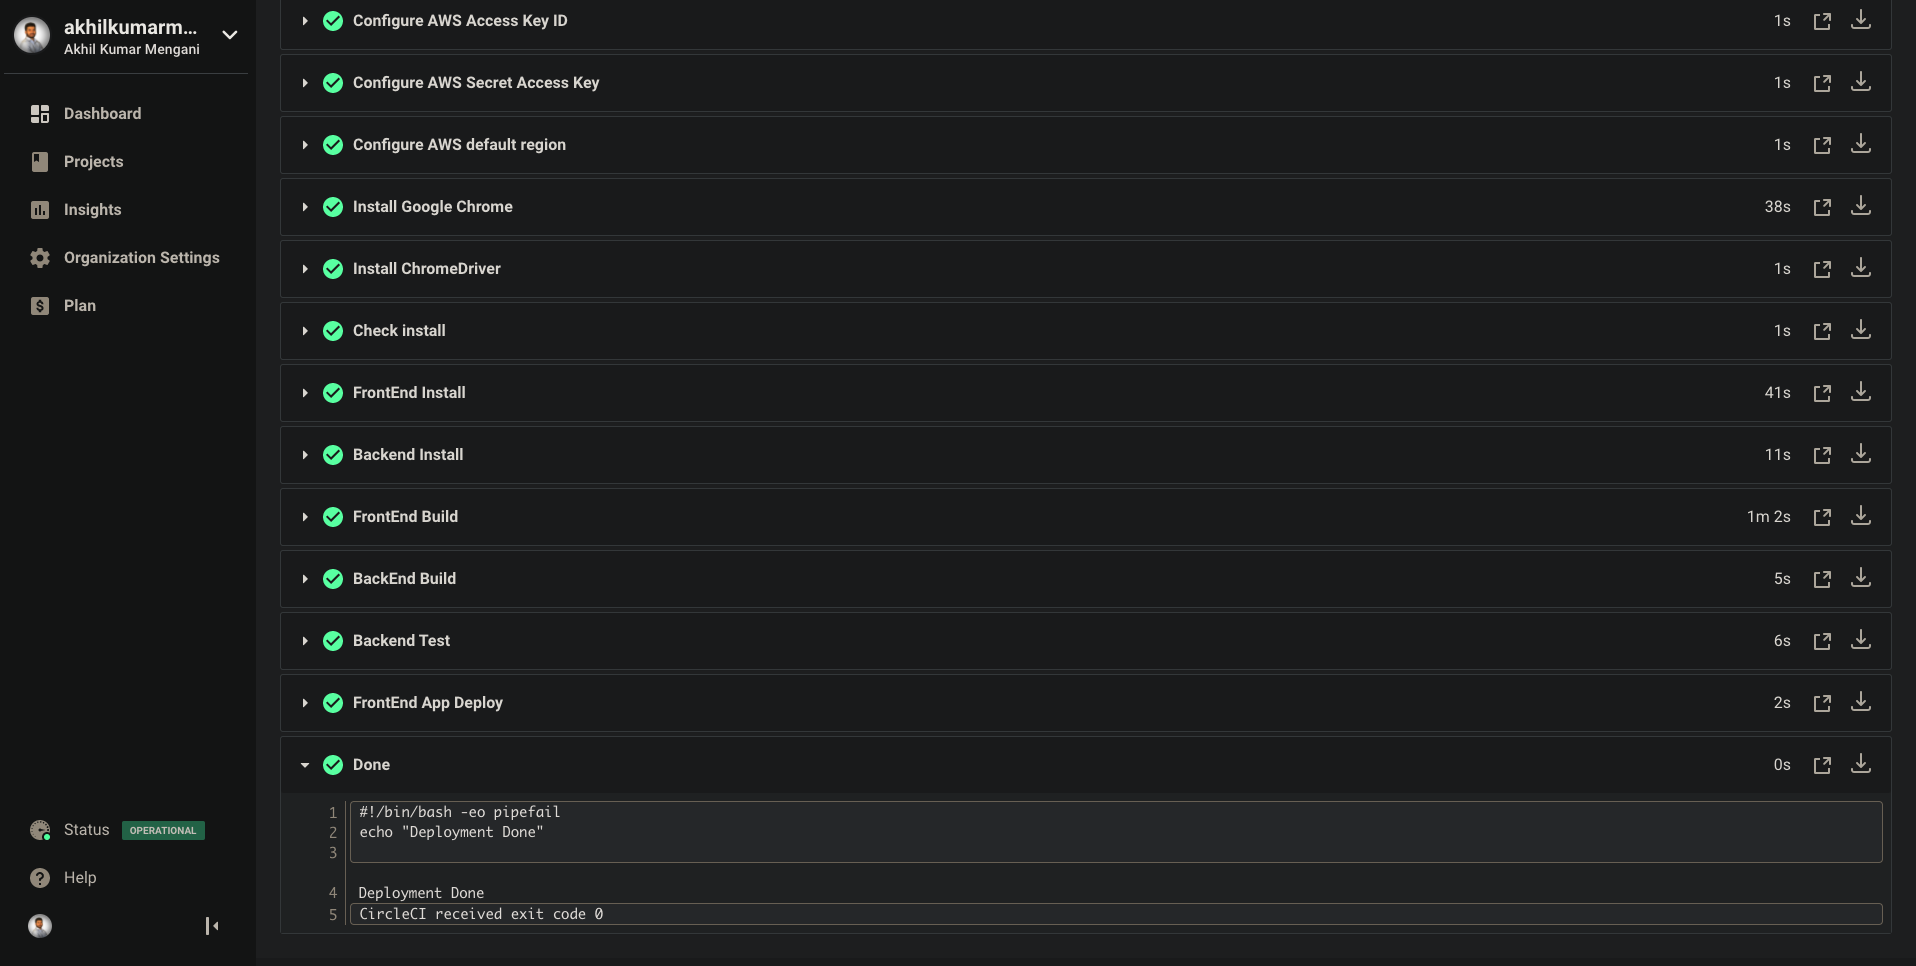 akhilkumarm...
Akhil Kumar Mengani
Dashboard
Projects
Insights
Organization Settings
Plan
Status OPERATIONAL
Help
Configure AWS Access Key ID 1s
Configure AWS Secret Access Key 1s
Configure AWS default region 1s
Install Google Chrome 38s
Install ChromeDriver 1s
Check install 1s
FrontEnd Install 41s
Backend Install 11s
FrontEnd Build 1m 2s
BackEnd Build 5s
Backend Test 6s
FrontEnd App Deploy 2s
Done 0s
1 #!/bin/bash -eo pipefail
2 echo "Deployment Done"
3
4 Deployment Done
5 CircleCI received exit code 0